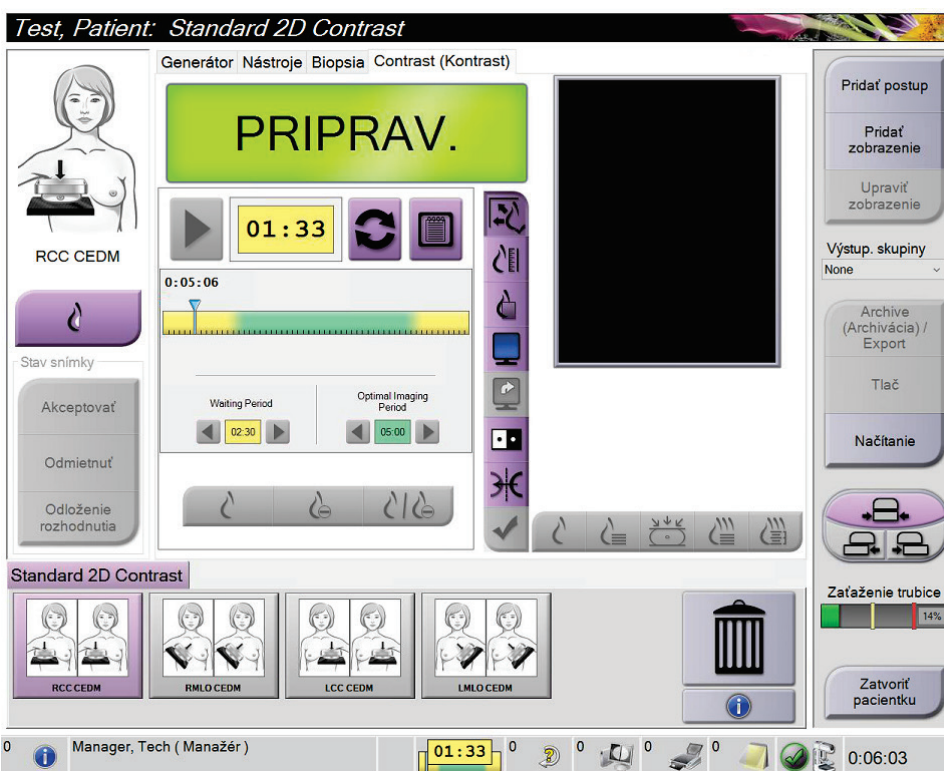 Test, Patient: Standard 2D Contrast
Generátor Nástroje Biopsia Contrast (Kontrast)
PRIPRAV.
01:33
0:05:06
Waiting Period
02:30
Optimal Imaging
Period
05:00
RCC CEDM
Stav snímky
Akceptovať
Odmietnuť
Odloženie
rozhodnutia
Pridať postup
Pridať
zobrazenie
Upraviť
zobrazenie
Výstup. skupiny
None
Archive
(Archivácia) /
Export
Tlač
Načítanie
Zaťaženie trubice
14%
Zatvoriť
pacientku
Standard 2D Contrast
RCC CEDM
RMLO CEDM
LCC CEDM
LMLO CEDM
0
Manager, Tech ( Manažér )
01:33
0
0
0
0
0:06:03